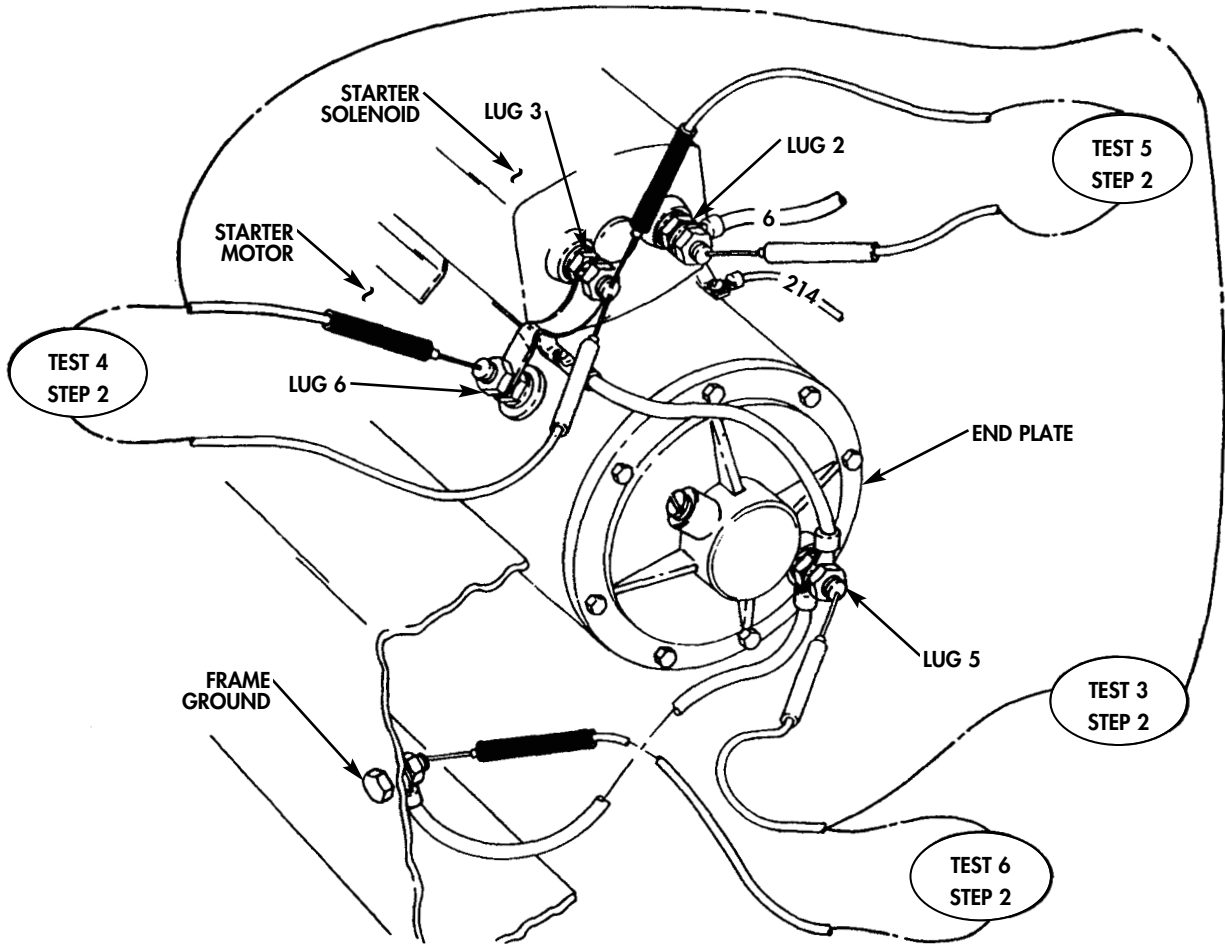 STARTER
SOLENOID
LUG 3
LUG 2
TEST 5
STEP 2
6
STARTER
MOTOR
214
TEST 4
STEP 2
LUG 6
END PLATE
LUG 5
FRAME
GROUND
TEST 3
STEP 2
TEST 6
STEP 2